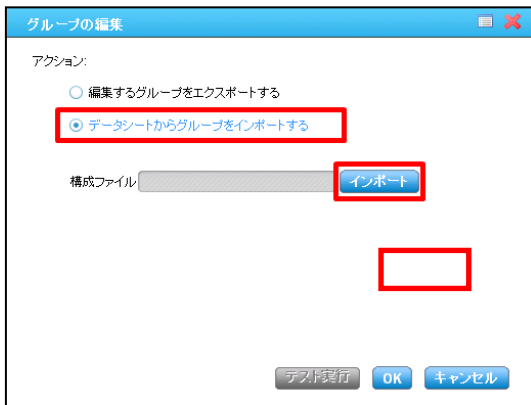 グループの編集
アクション:
編集するグループをエクスポートする
データシートからグループをインポートする
構成ファイル インポート
テスト実行 OK キャンセル